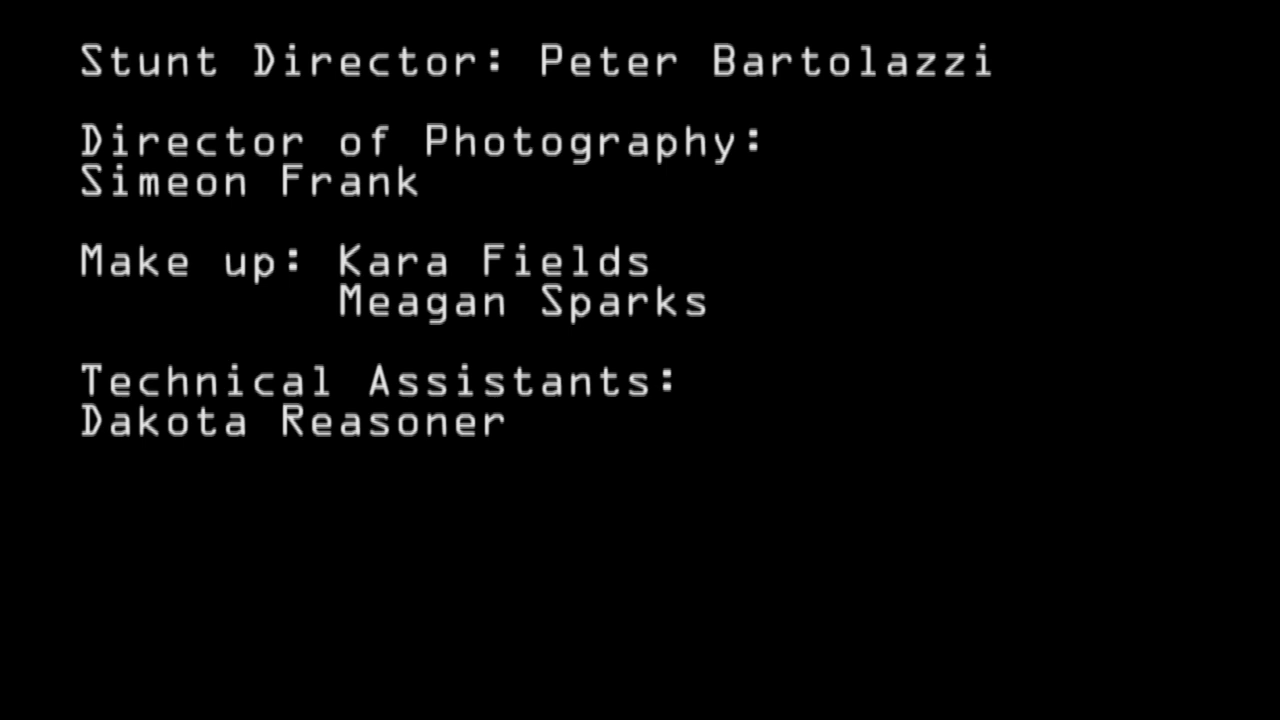 Stunt Director: Peter Bartolazzi
Director of Photography:
Simeon Frank
Make up: Kara Fields
Meagan Sparks
Technical Assistants:
Dakota Reasoner